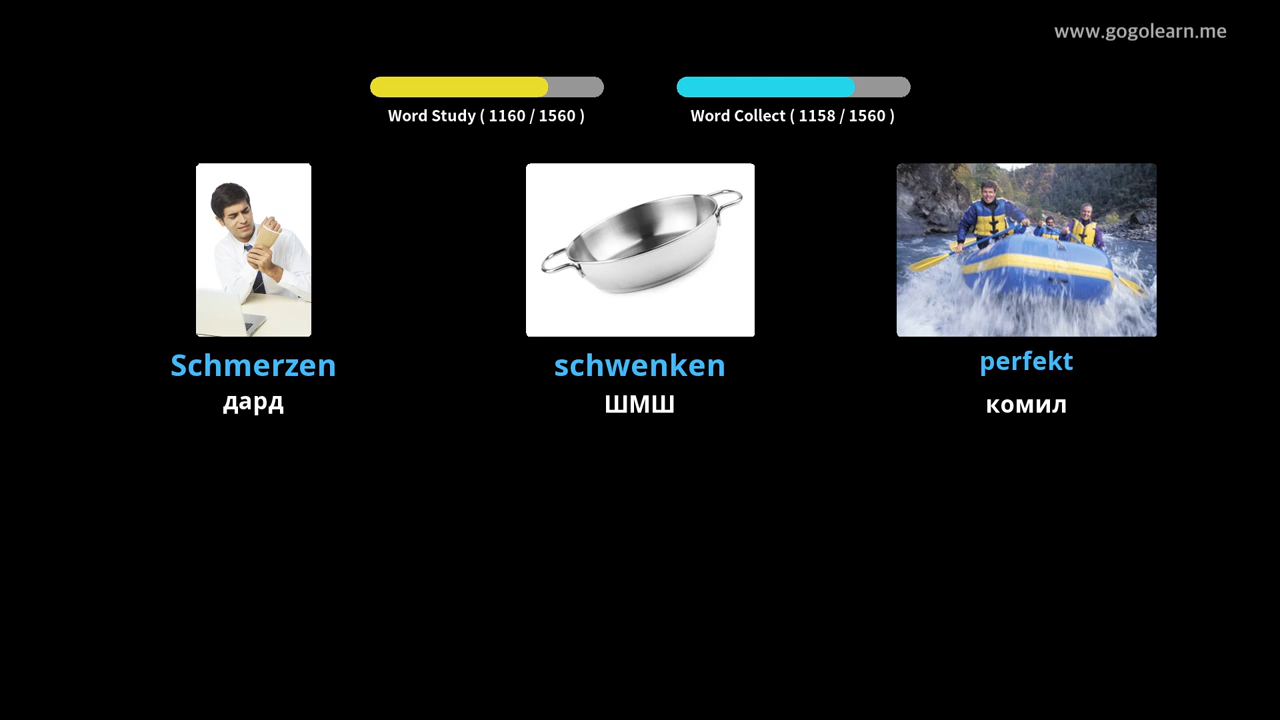 www.gogolearn.me
Word Study ( 1160 / 1560 )
Word Collect ( 1158 / 1560 )
Schmerzen
дард
schwenken
ШМШ
perfekt
комил